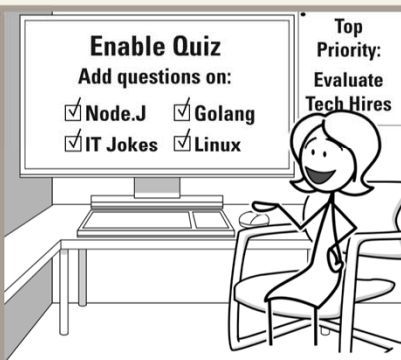 Enable Quiz
Add questions on:
☑ Node.J ☑ Golang
☑ IT Jokes ☑ Linux
Top
Priority:
Evaluate
Tech Hires